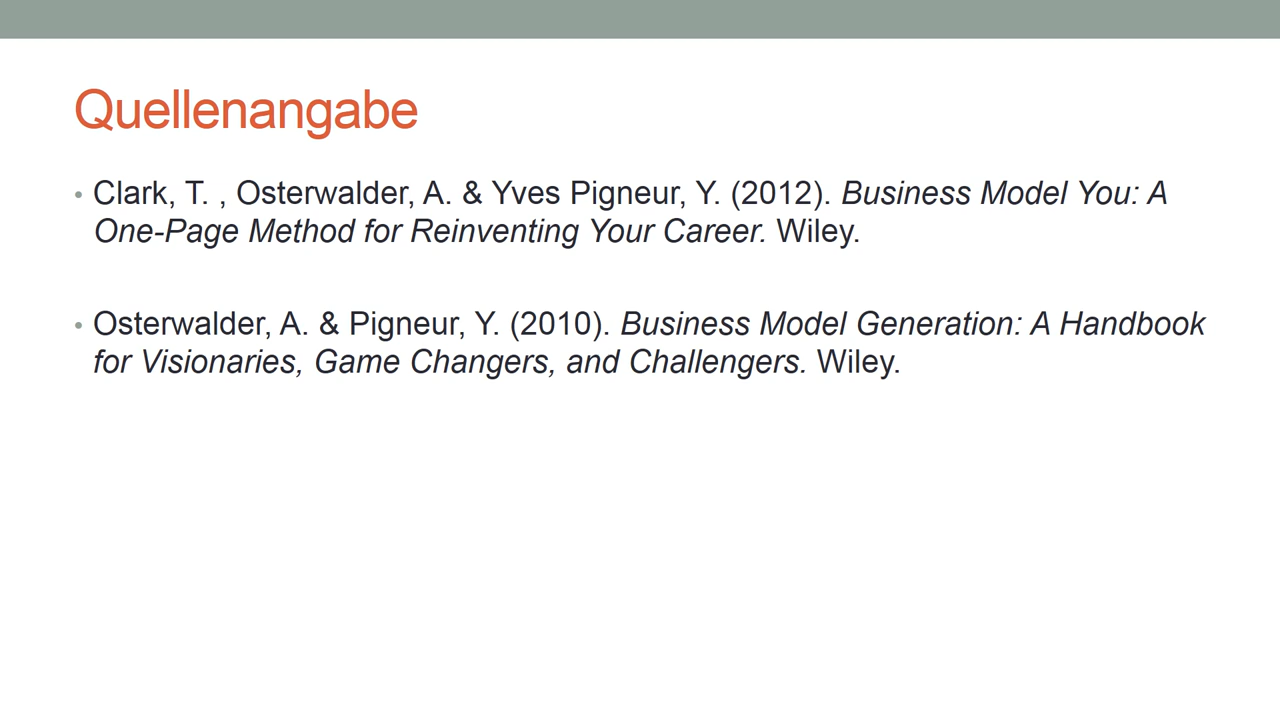 Quellenangabe
• Clark, T. , Osterwalder, A. & Yves Pigneur, Y. (2012). Business Model You: A
One-Page Method for Reinventing Your Career. Wiley.
• Osterwalder, A. & Pigneur, Y. (2010). Business Model Generation: A Handbook
for Visionaries, Game Changers, and Challengers. Wiley.